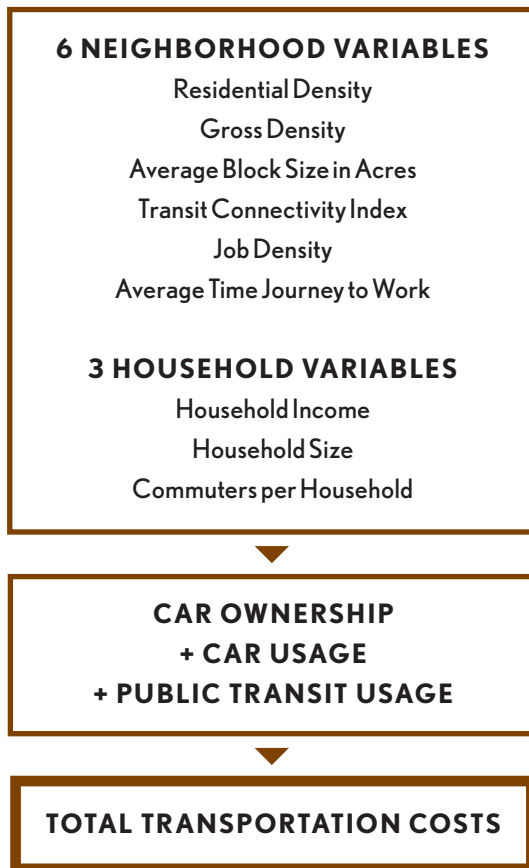 6 NEIGHBORHOOD VARIABLES
Residential Density
Gross Density
Average Block Size in Acres
Transit Connectivity Index
Job Density
Average Time Journey to Work
3 HOUSEHOLD VARIABLES
Household Income
Household Size
Commuters per Household
CAR OWNERSHIP
+ CAR USAGE
+ PUBLIC TRANSIT USAGE
TOTAL TRANSPORTATION COSTS